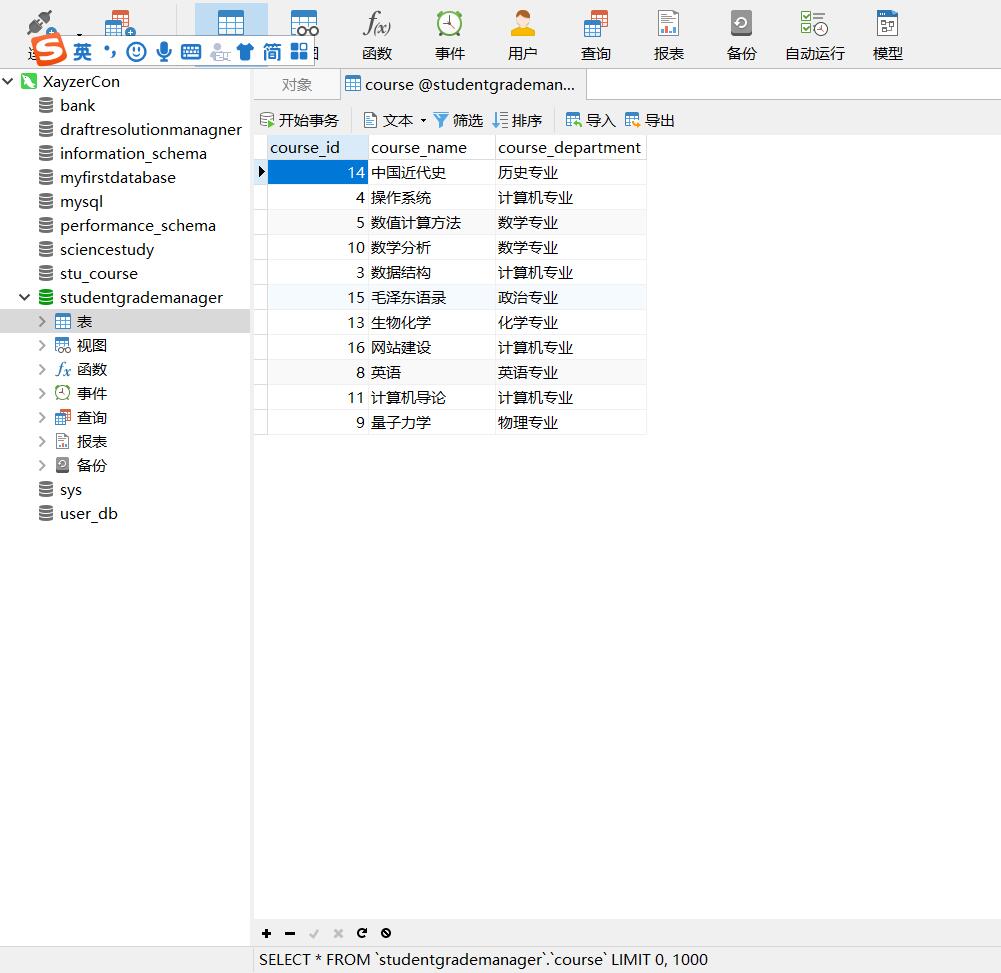 英 简
函数 事件 用户 查询 报表 备份 自动运行 模型
XayzerCon
bank
draftresolutionmanagner
information_schema
myfirstdatabase
mysql
performance_schema
sciencestudy
stu_course
studentgrademanager
表
视图
函数
事件
查询
报表
备份
sys
user_db
对象 course @studentgrademan...
开始事务 文本 筛选 排序 导入 导出
course_id course_name course_department
14 中国近代史 历史专业
4 操作系统 计算机专业
5 数值计算方法 数学专业
10 数学分析 数学专业
3 数据结构 计算机专业
15 毛泽东语录 政治专业
13 生物化学 化学专业
16 网站建设 计算机专业
8 英语 英语专业
11 计算机导论 计算机专业
9 量子力学 物理专业
SELECT * FROM `studentgrademanager`.`course` LIMIT 0, 1000